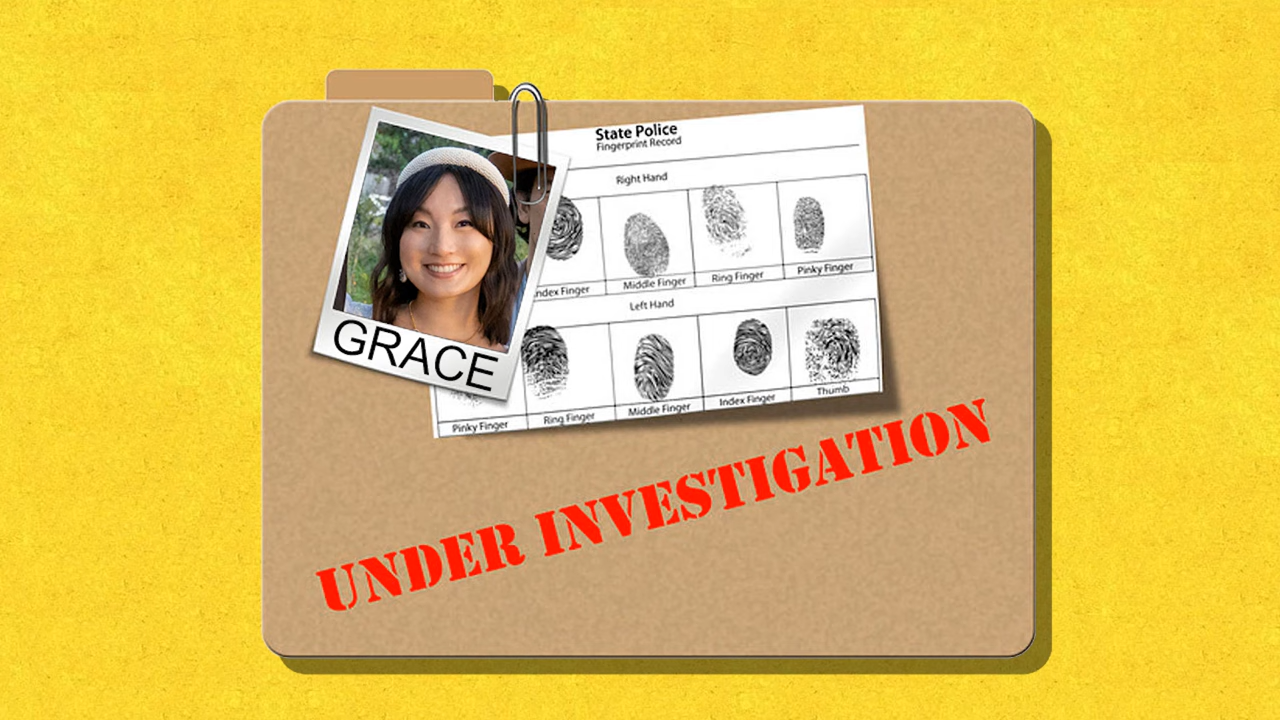 State Police
Fingerprint Record
Right Hand
Index Finger
Middle Finger
Ring Finger
Pinky Finger
Left Hand
Pinky Finger
Ring Finger
Middle Finger
Index Finger
Thumb
GRACE
UNDER INVESTIGATION